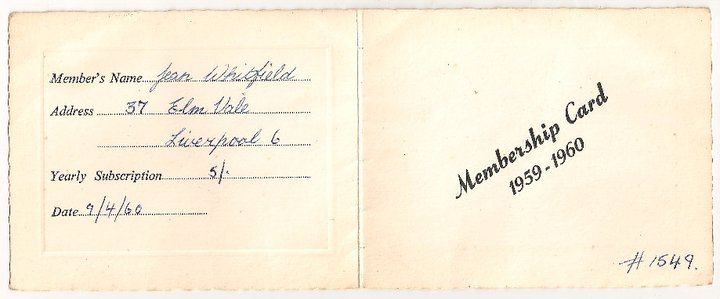 Member's Name Jean Whitfield
Address 37 Elm Vale
Liverpool 6
Yearly Subscription 5/-
Date 9/4/60
Membership Card
1959-1960
# 1549.